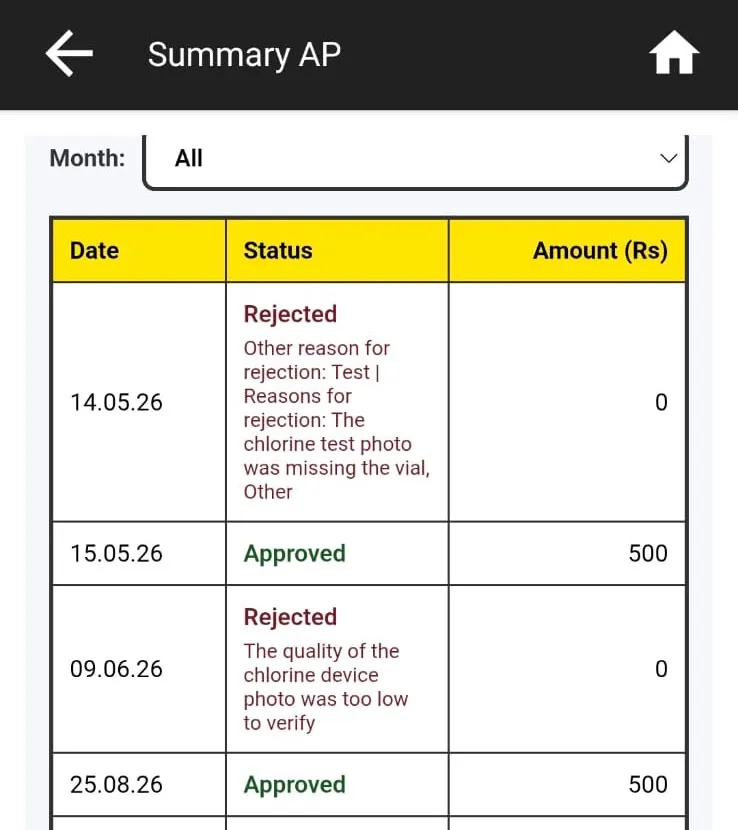 Summary AP
Month: All
Date Status Amount (Rs)
Rejected
Other reason for
rejection: Test |
Reasons for
14.05.26 rejection: The 0
chlorine test photo
was missing the vial,
Other
15.05.26 Approved 500
Rejected
The quality of the
09.06.26 chlorine device 0
photo was too low
to verify
25.08.26 Approved 500